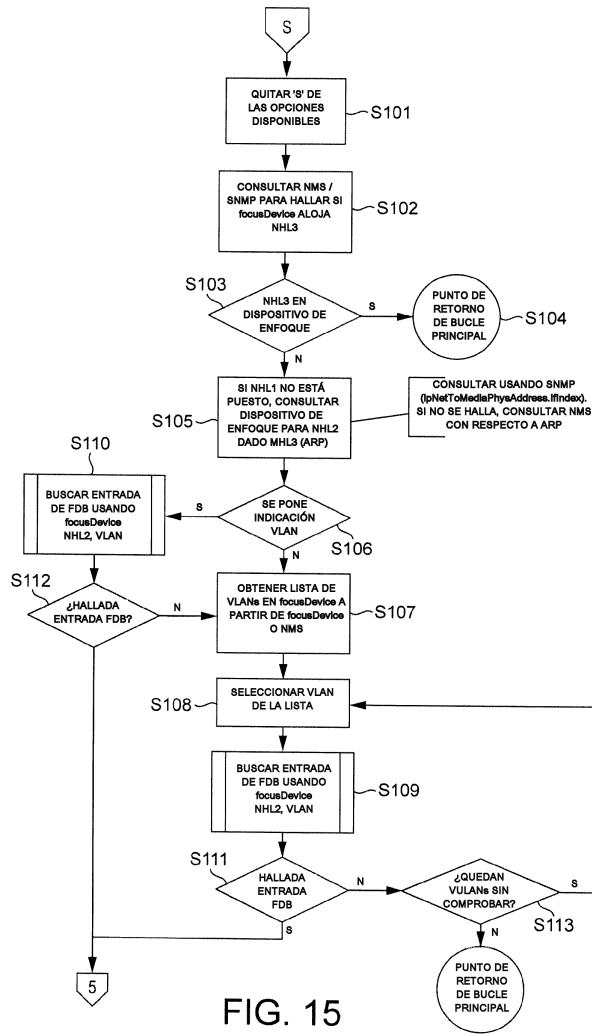 S
QUITAR 'S' DE
LAS OPCIONES
DISPONIBLES
S101
CONSULTAR NMS /
SNMP PARA HALLAR SI
focusDevice ALOJA
NHL3
S102
S103
NHL3 EN
DISPOSITIVO DE
ENFOQUE
S
PUNTO DE
RETORNO
DE BUCLE
PRINCIPAL
S104
N
SI NHL1 NO ESTÁ
PUESTO, CONSULTAR
DISPOSITIVO DE
ENFOQUE PARA NHL2
DADO MHL3 (ARP)
S105
CONSULTAR USANDO SNMP
(IpNetToMediaPhysAddress.IfIndex).
SI NO SE HALLA, CONSULTAR NMS
CON RESPECTO A ARP
S110
BUSCAR ENTRADA
DE FDB USANDO
focusDevice
NHL2, VLAN
S
SE PONE
INDICACIÓN
VLAN
S106
N
S112
¿HALLADA
ENTRADA FDB?
N
OBTENER LISTA DE
VLANs EN focusDevice A
PARTIR DE focusDevice
O NMS
S107
S108
SELECCIONAR VLAN
DE LA LISTA
BUSCAR ENTRADA
DE FDB USANDO
focusDevice
NHL2, VLAN
S109
S111
HALLADA
ENTRADA
FDB
N
S
¿QUEDAN
VULANs SIN
COMPROBAR?
S
S113
N
PUNTO DE
RETORNO
DE BUCLE
PRINCIPAL
5
FIG. 15